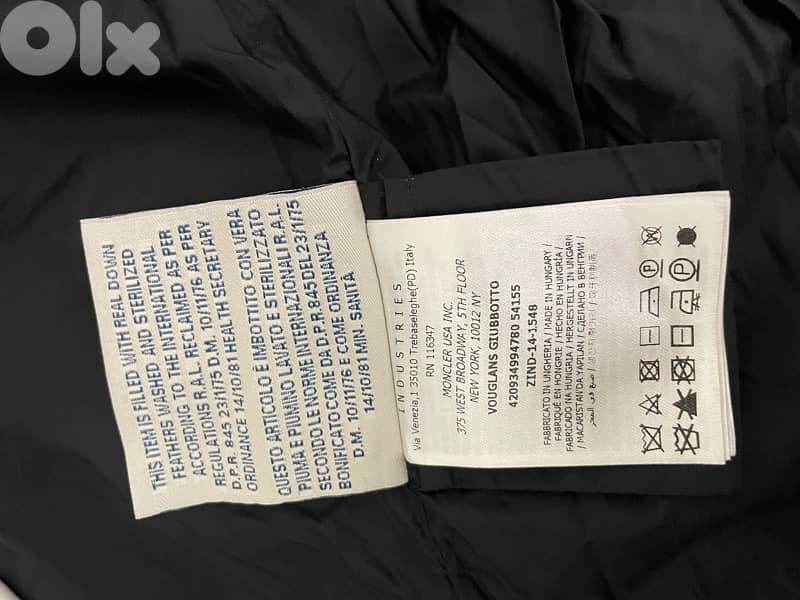 OLX
THIS ITEM IS FILLED WITH REAL DOWN
FEATHERS WASHED AND STERILIZED
ACCORDING TO THE INTERNATIONAL
REGULATIONS R.A.L. RECLAIMED AS PER
D.P.R. 845 23/1/75 D.M. 10/11/76 AS PER
ORDINANCE 14/10/81 HEALTH SECRETARY
QUESTO ARTICOLO É IMBOTTITO CON VERA
PIUMA E PIUMINO LAVATO E STERILIZZATO
SECONDO LE NORME INTERNAZIONALI R.A.L.
BONIFICATO COME DA D.P.R. 845 DEL 23/1/75
D.M. 10/11/76 E COME ORDINANZA
14/10/81 MIN. SANITÀ
INDUSTRIES
Via Venezia,1 35010 Trebaseleghe(PD) Italy
RN 116347
MONCLER USA INC.
375 WEST BROADWAY, 5TH FLOOR
NEW YORK, 10012 NY
VOUGLANS GIUBBOTTO
420934994780 54155
ZIND-14-1548
FABBRICATO IN UNGHERIA / MADE IN HUNGARY /
FABRIQUÉ EN HONGRIE / HECHO EN HUNGRIA /
FABRICADO NA HUNGRIA / HERGESTELLT IN UNGARN
/ MACARISTAN'DA YAPILAN / СДЕЛАНО В ВЕНГРИИ /